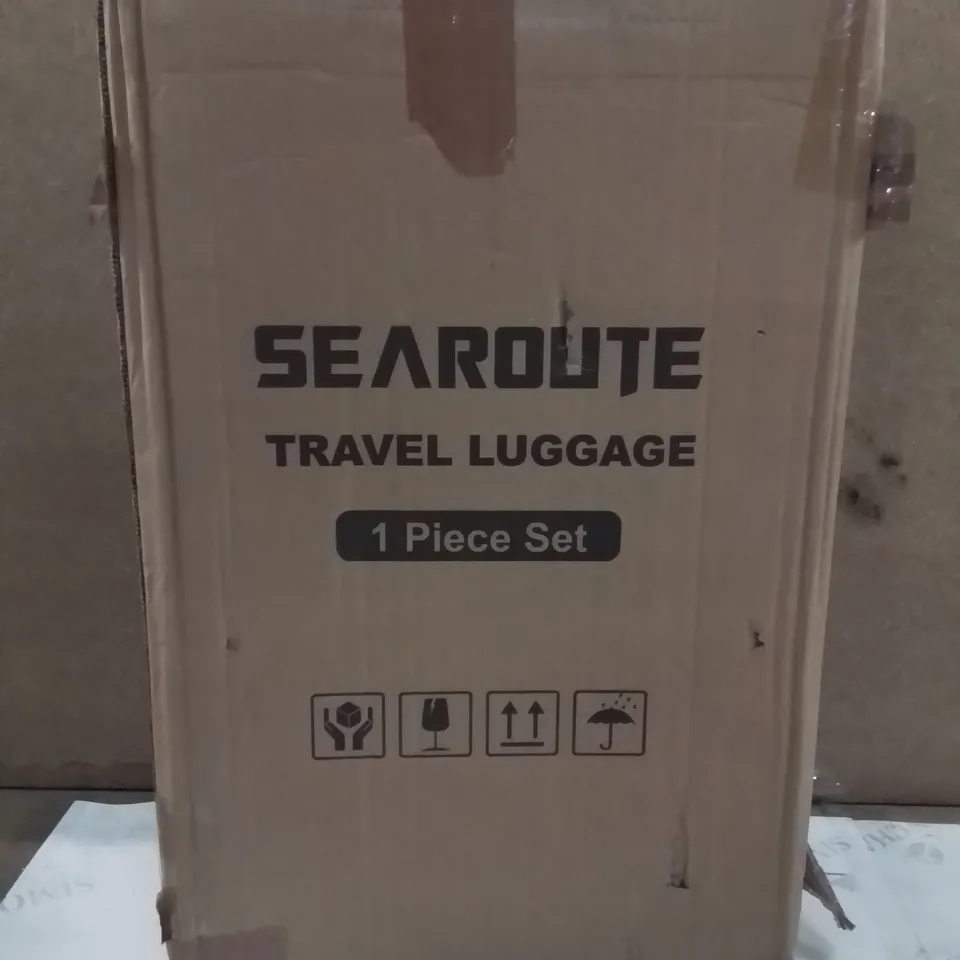 SEAROUTE
TRAVEL LUGGAGE
1 Piece Set